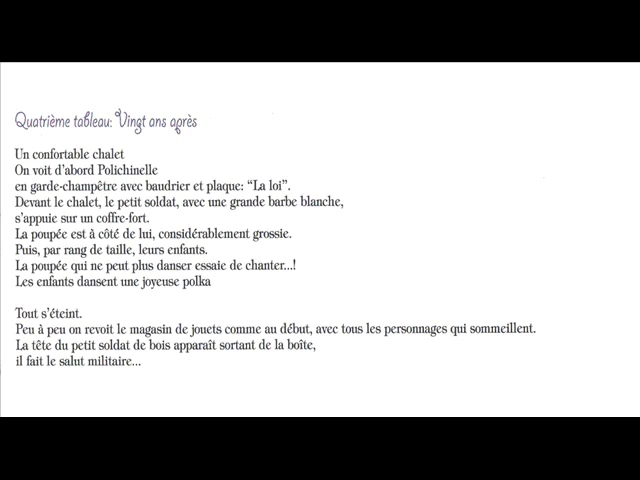 Quatrième tableau: Vingt ans après
Un confortable chalet
On voit d'abord Polichinelle
en garde-champêtre avec baudrier et plaque: “La loi”.
Devant le chalet, le petit soldat, avec une grande barbe blanche,
s'appuie sur un coffre-fort.
La poupée est à côté de lui, considérablement grossie.
Puis, par rang de taille, leurs enfants.
La poupée qui ne peut plus danser essaie de chanter...!
Les enfants dansent une joyeuse polka
Tout s'éteint.
Peu à peu on revoit le magasin de jouets comme au début, avec tous les personnages qui sommeillent.
La tête du petit soldat de bois apparaît sortant de la boîte,
il fait le salut militaire...